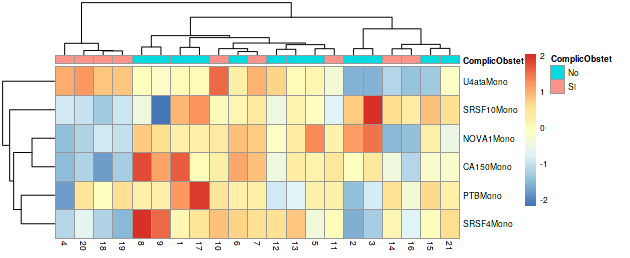 ComplicObstet
U4ataMono
SRSF10Mono
NOVA1Mono
CA150Mono
PTBMono
SRSF4Mono
4 20 18 19 8 9 1 17 10 6 7 12 13 5 11 2 3 14 16 15 21
2
1
0
-1
-2
ComplicObstet
No
Si